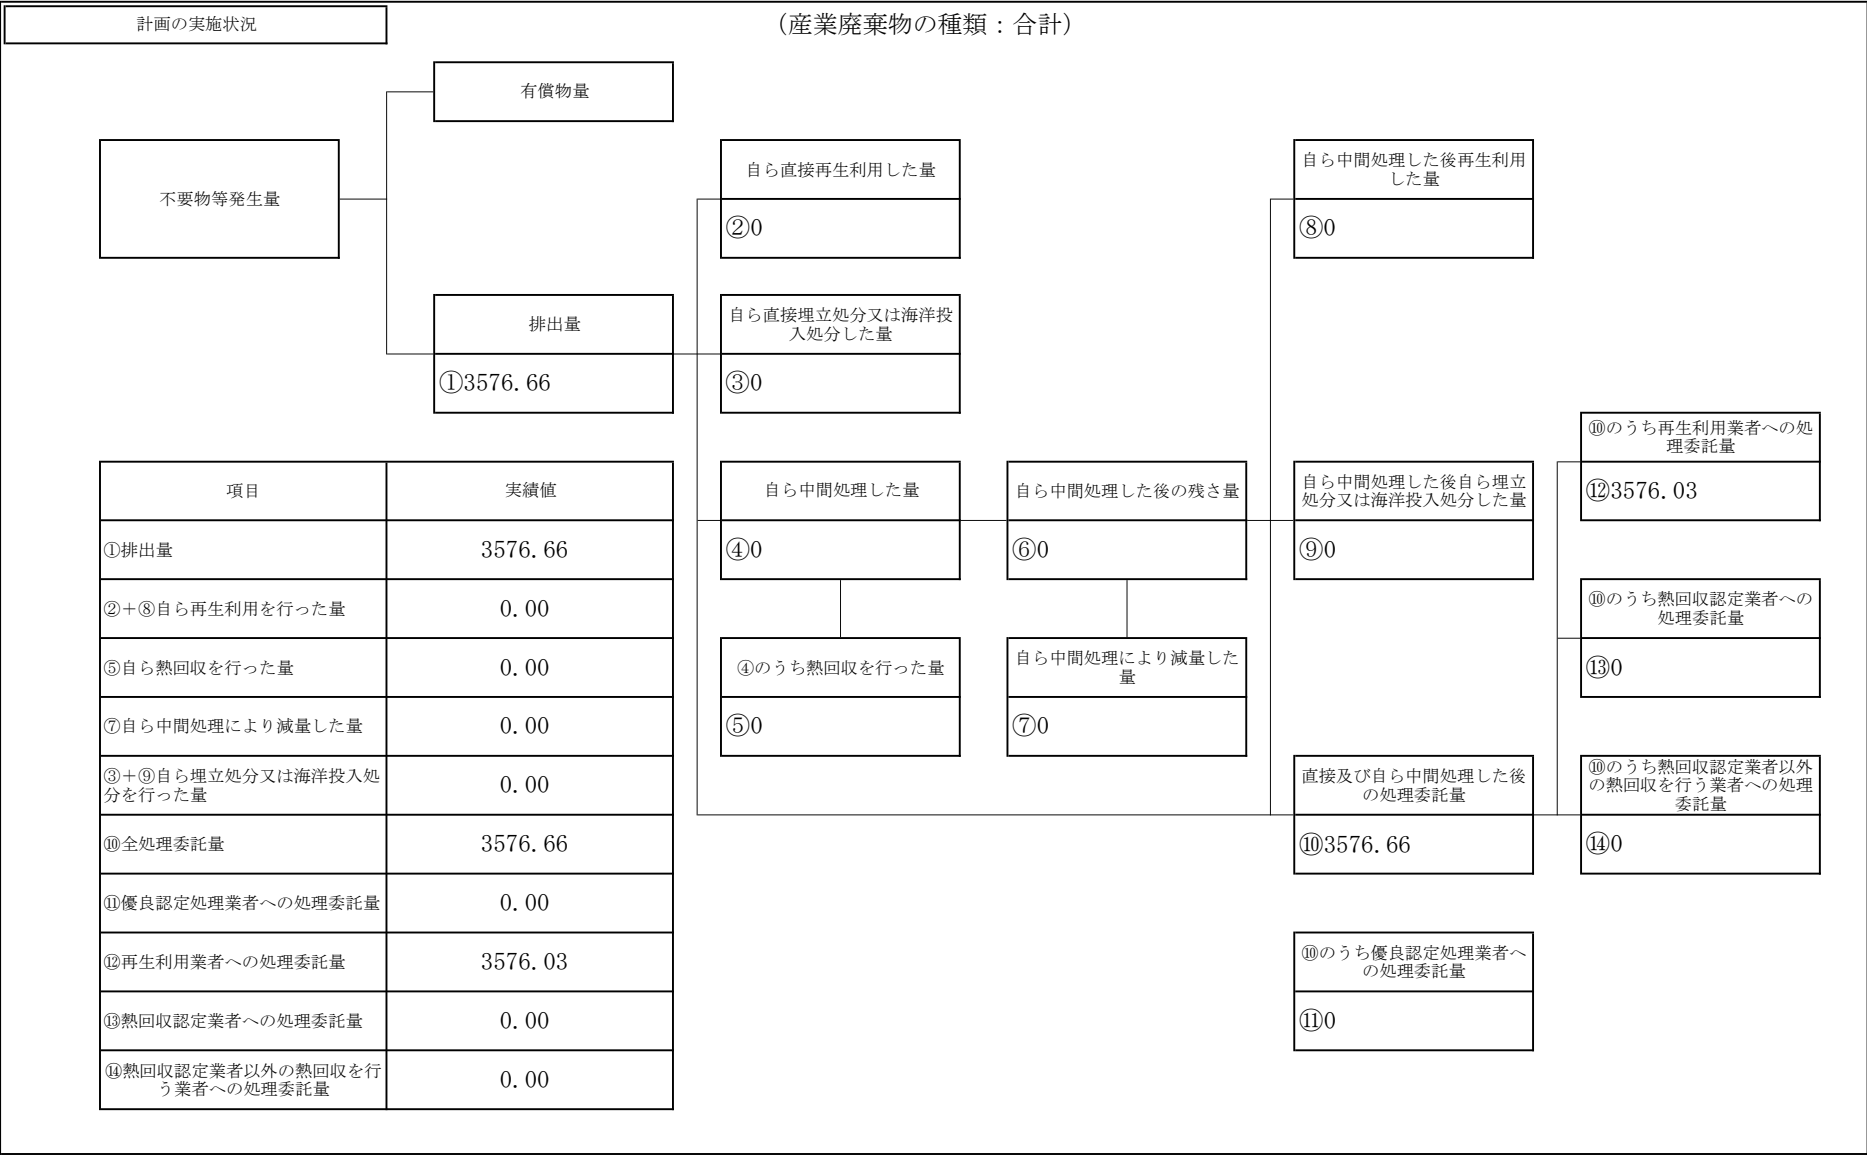 計画の実施状況
（産業廃棄物の種類：合計）
有償物量
不要物等発生量
自ら直接再生利用した量
②0
自ら中間処理した後再生利用
した量
⑧0
排出量
①3576.66
自ら直接埋立処分又は海洋投
入処分した量
③0
⑩のうち再生利用業者への処
理委託量
⑫3576.03
自ら中間処理した量
④0
自ら中間処理した後の残さ量
⑥0
自ら中間処理した後自ら埋立
処分又は海洋投入処分した量
⑨0
⑩のうち熱回収認定業者への
処理委託量
⑬0
④のうち熱回収を行った量
⑤0
自ら中間処理により減量した
量
⑦0
直接及び自ら中間処理した後
の処理委託量
⑩3576.66
⑩のうち熱回収認定業者以外
の熱回収を行う業者への処理
委託量
⑭0
⑩のうち優良認定処理業者へ
の処理委託量
⑪0
項目 実績値
①排出量 3576.66
②＋⑧自ら再生利用を行った量 0.00
⑤自ら熱回収を行った量 0.00
⑦自ら中間処理により減量した量 0.00
③＋⑨自ら埋立処分又は海洋投入処
分を行った量 0.00
⑩全処理委託量 3576.66
⑪優良認定処理業者への処理委託量 0.00
⑫再生利用業者への処理委託量 3576.03
⑬熱回収認定業者への処理委託量 0.00
⑭熱回収認定業者以外の熱回収を行
う業者への処理委託量 0.00